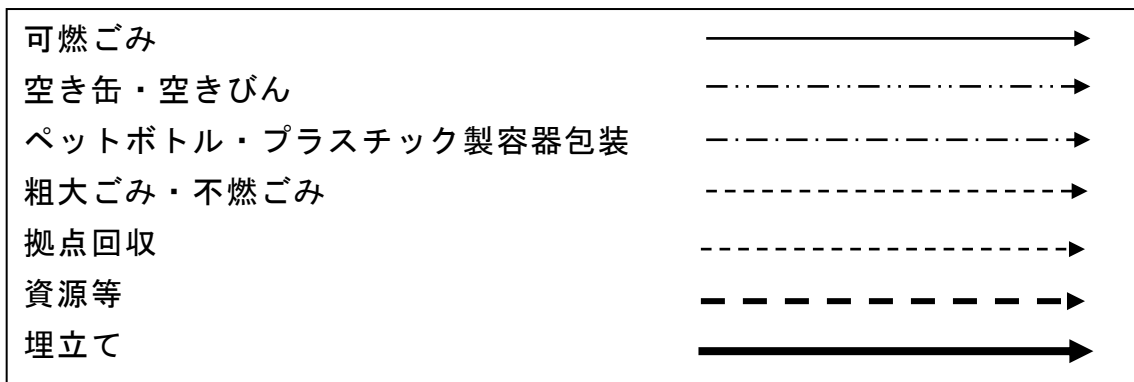 可燃ごみ
空き缶・空きびん
ペットボトル・プラスチック製容器包装
粗大ごみ・不燃ごみ
拠点回収
資源等
埋立て